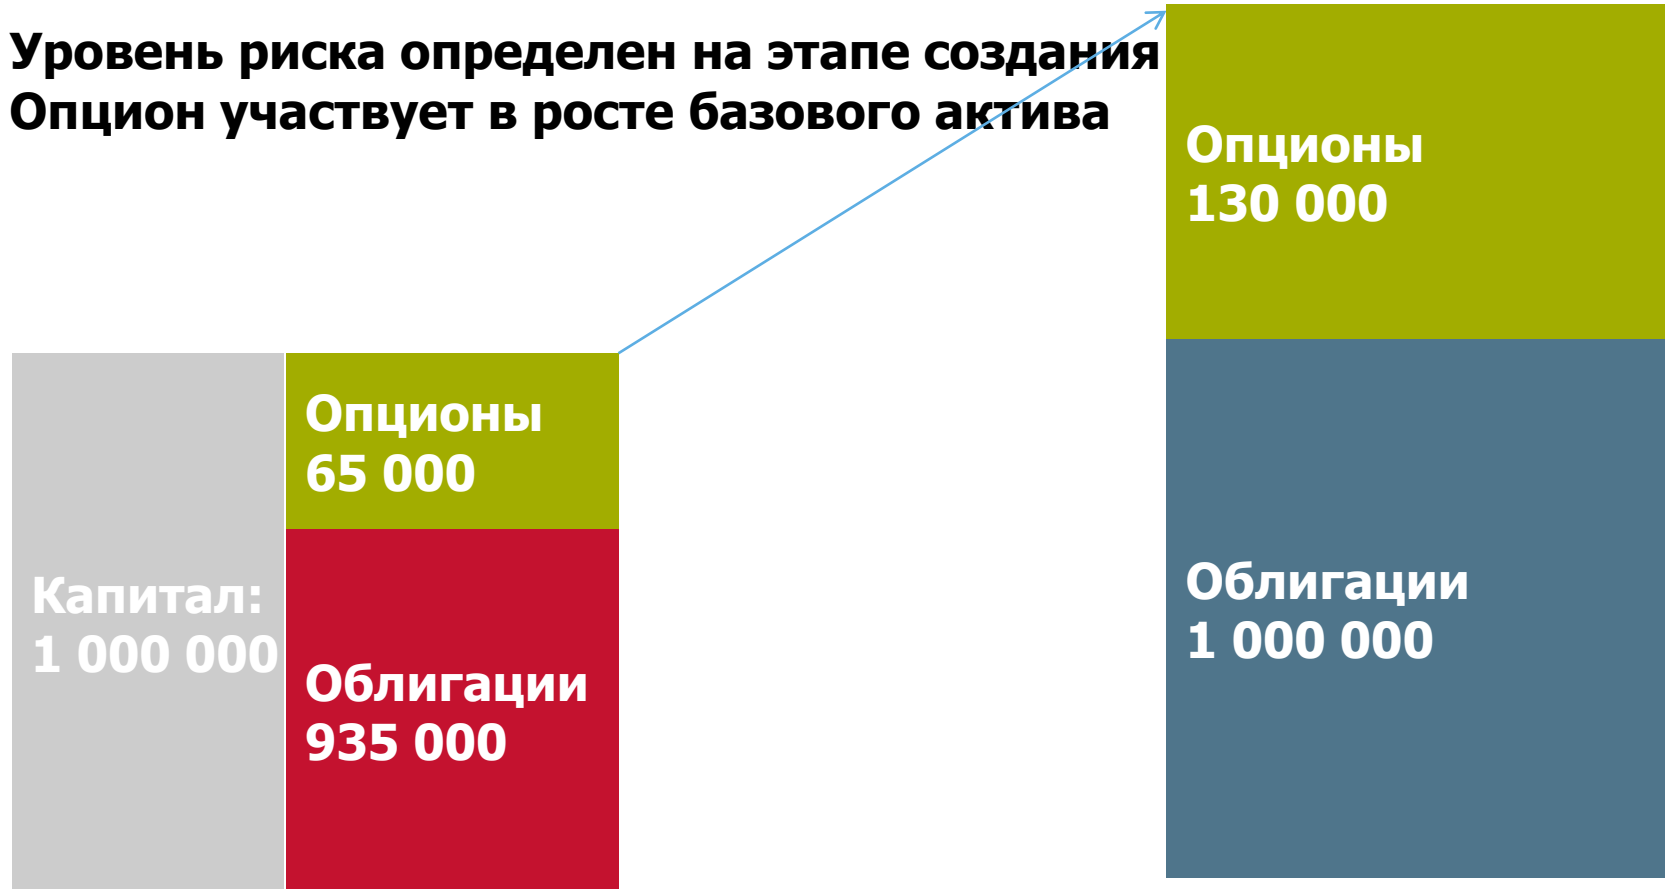 Уровень риска определен на этапе создания
Опцион участвует в росте базового актива
Опционы
130 000
Опционы
65 000
Капитал:
1 000 000
Облигации
935 000
Облигации
1 000 000